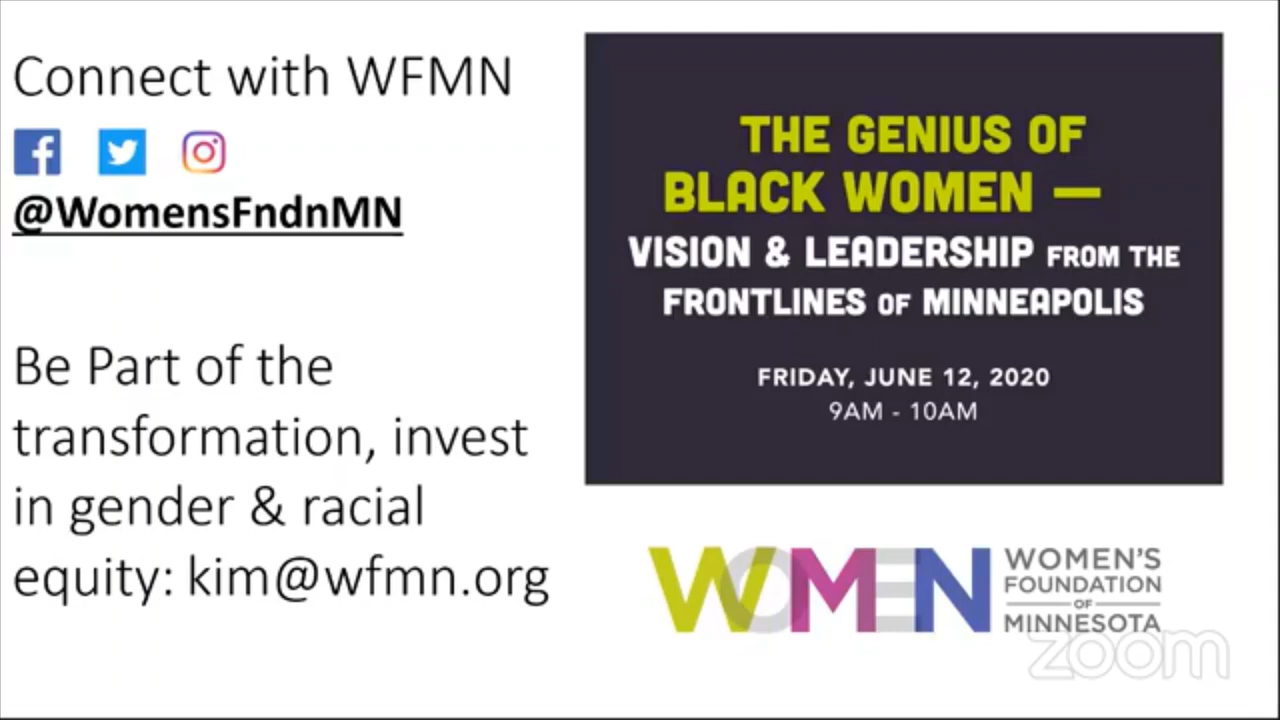 Connect with WFMN
@WomensFndnMN
Be Part of the
transformation, invest
in gender & racial
equity: kim@wfmn.org
THE GENIUS OF
BLACK WOMEN —
VISION & LEADERSHIP FROM THE
FRONTLINES OF MINNEAPOLIS
FRIDAY, JUNE 12, 2020
9AM - 10AM
WOMEN
WOMEN'S
FOUNDATION
OF
MINNESOTA
zoom